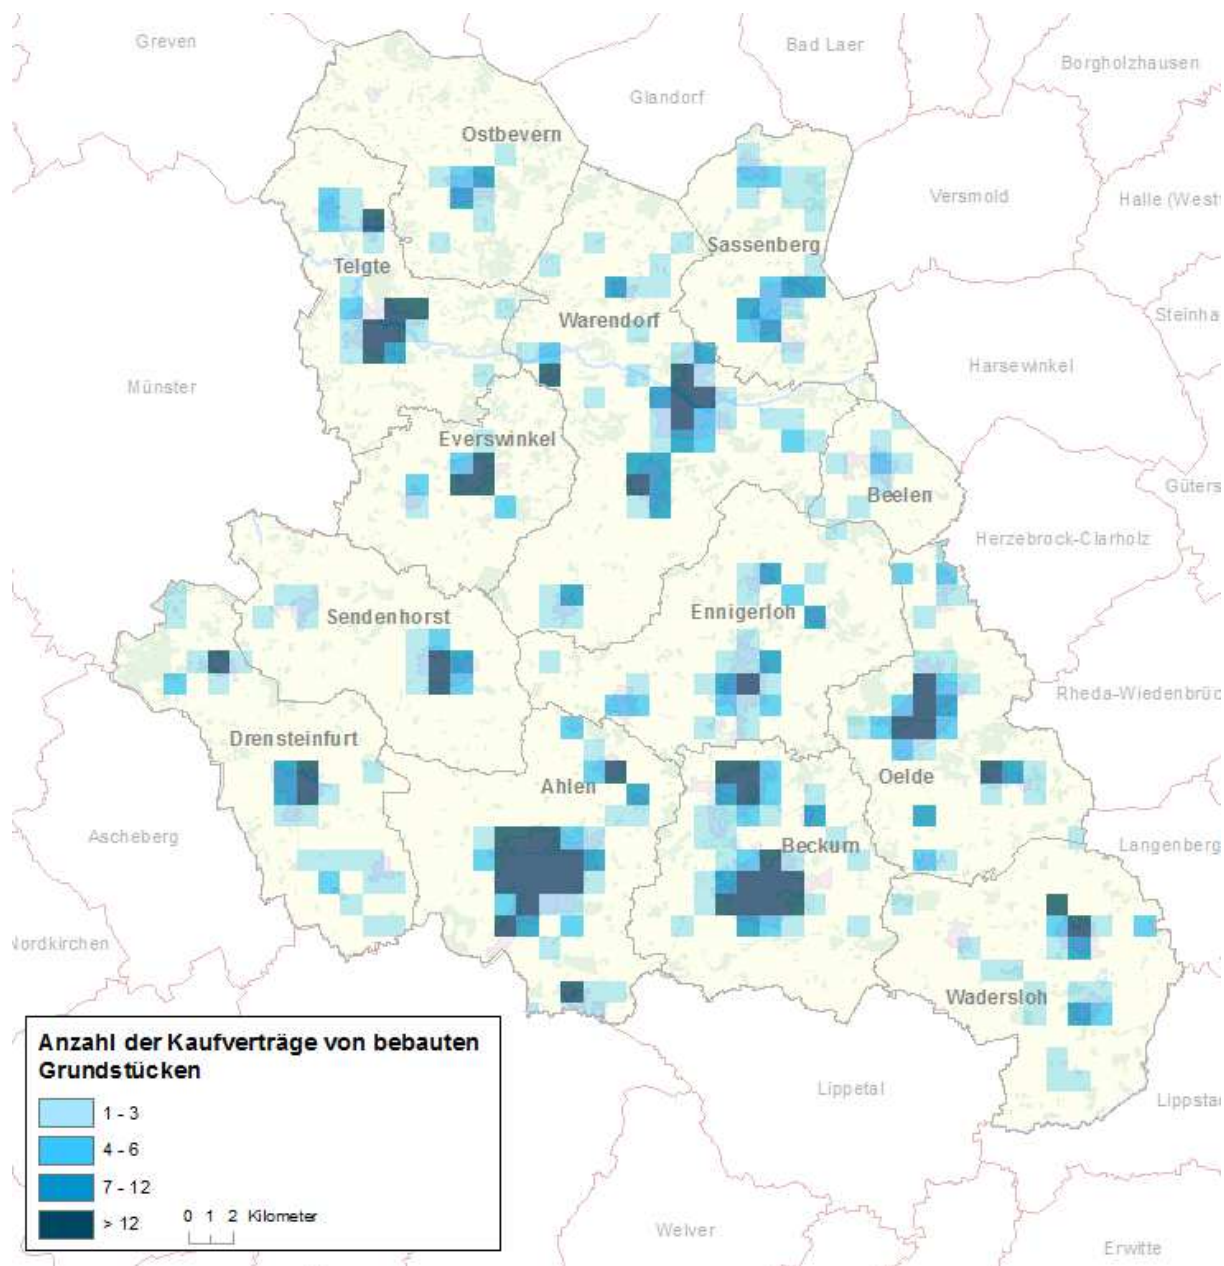 Greven
Bad Laer
Borgholzhausen
Glandorf
Ostbevern
Versmold
Halle (Westf
Sassenberg
Telgte
Warendorf
Steinha
Harsewinkel
Münster
Everswinkel
Beelen
Güters
Herzebrock-Clarholz
Ennigerloh
Sendenhorst
Rheda-Wiedenbrüc
Drensteinfurt
Oelde
Ahlen
Ascheberg
Beckum
Langenberg
Nordkirchen
Wadersloh
Anzahl der Kaufverträge von bebauten
Grundstücken
1 - 3
4 - 6
7 - 12
> 12
0 1 2 Kilometer
Lippetal
Lippsta
Welver
Erwitte